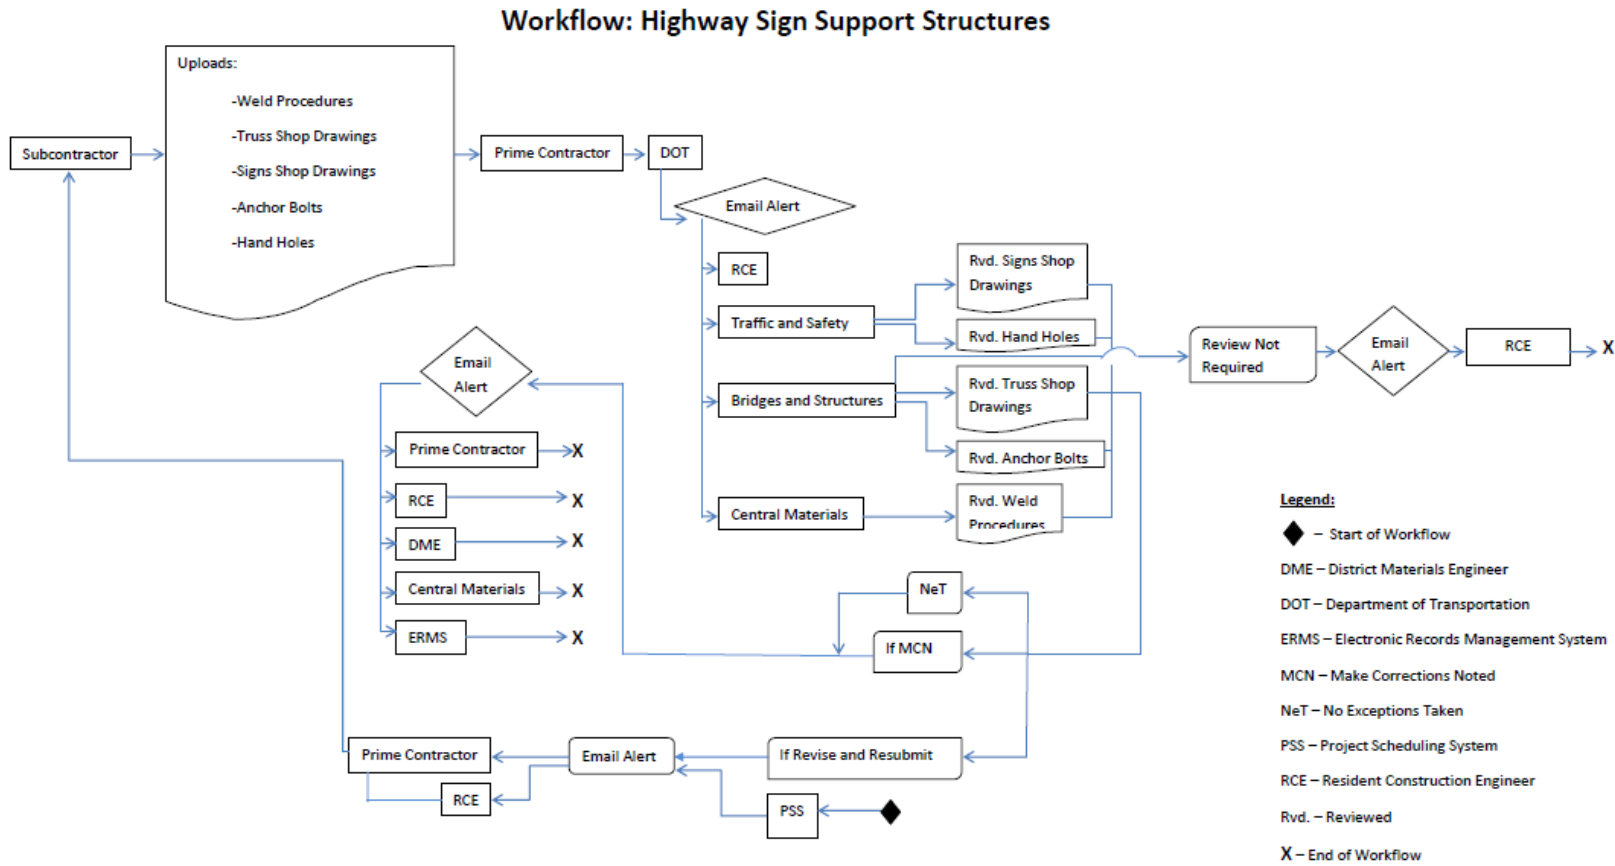 Workflow: Highway Sign Support Structures
Uploads:
-Weld Procedures
-Truss Shop Drawings
-Signs Shop Drawings
-Anchor Bolts
-Hand Holes
Subcontractor
Prime Contractor
DOT
Email Alert
RCE
Traffic and Safety
Bridges and Structures
Central Materials
Rvd. Signs Shop
Drawings
Rvd. Hand Holes
Rvd. Truss Shop
Drawings
Rvd. Anchor Bolts
Rvd. Weld
Procedures
Review Not
Required
Email
Alert
RCE
X
Email
Alert
Prime Contractor
X
RCE
X
DME
X
Central Materials
X
ERMS
X
NeT
If MCN
If Revise and Resubmit
Email Alert
Prime Contractor
RCE
PSS
Legend:
– Start of Workflow
DME – District Materials Engineer
DOT – Department of Transportation
ERMS – Electronic Records Management System
MCN – Make Corrections Noted
NeT – No Exceptions Taken
PSS – Project Scheduling System
RCE – Resident Construction Engineer
Rvd. – Reviewed
X – End of Workflow